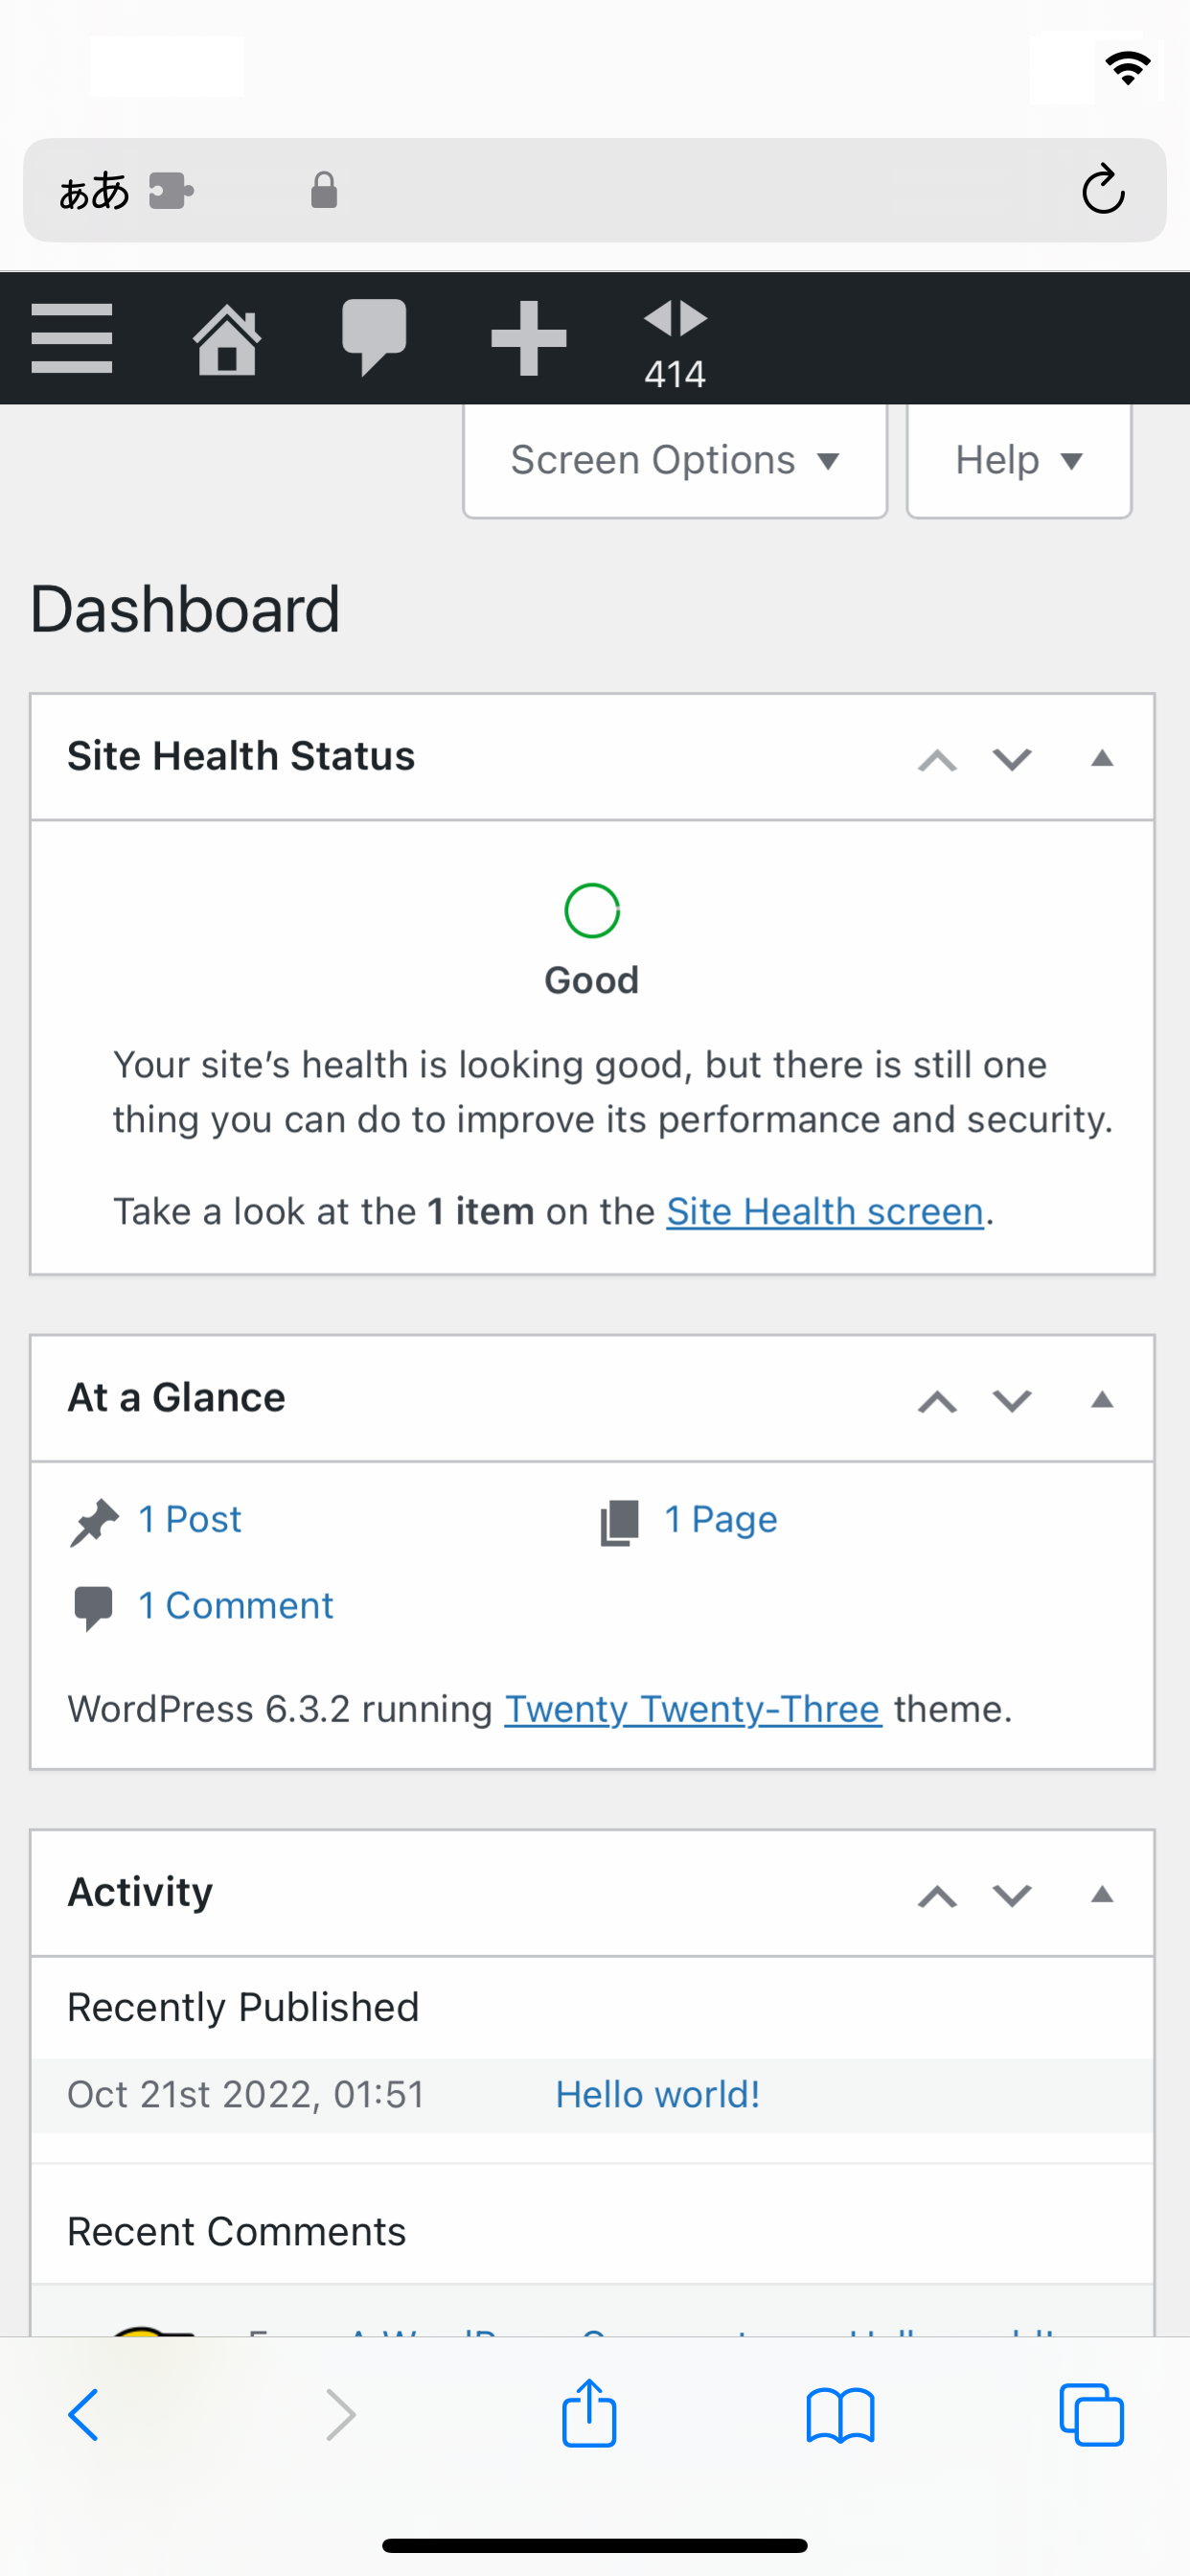 ぁあ
414
Screen Options ▼
Help ▼
Dashboard
Site Health Status
Good
Your site’s health is looking good, but there is still one
thing you can do to improve its performance and security.
Take a look at the 1 item on the Site Health screen.
At a Glance
1 Post
1 Page
1 Comment
WordPress 6.3.2 running Twenty Twenty-Three theme.
Activity
Recently Published
Oct 21st 2022, 01:51
Hello world!
Recent Comments